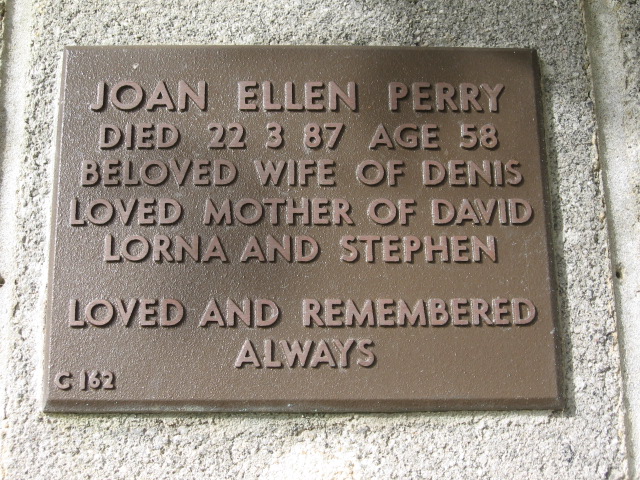 JOAN ELLEN PERRY
DIED 22 3 87 AGE 58
BELOVED WIFE OF DENIS
LOVED MOTHER OF DAVID
LORNA AND STEPHEN
LOVED AND REMEMBERED
ALWAYS
C 162